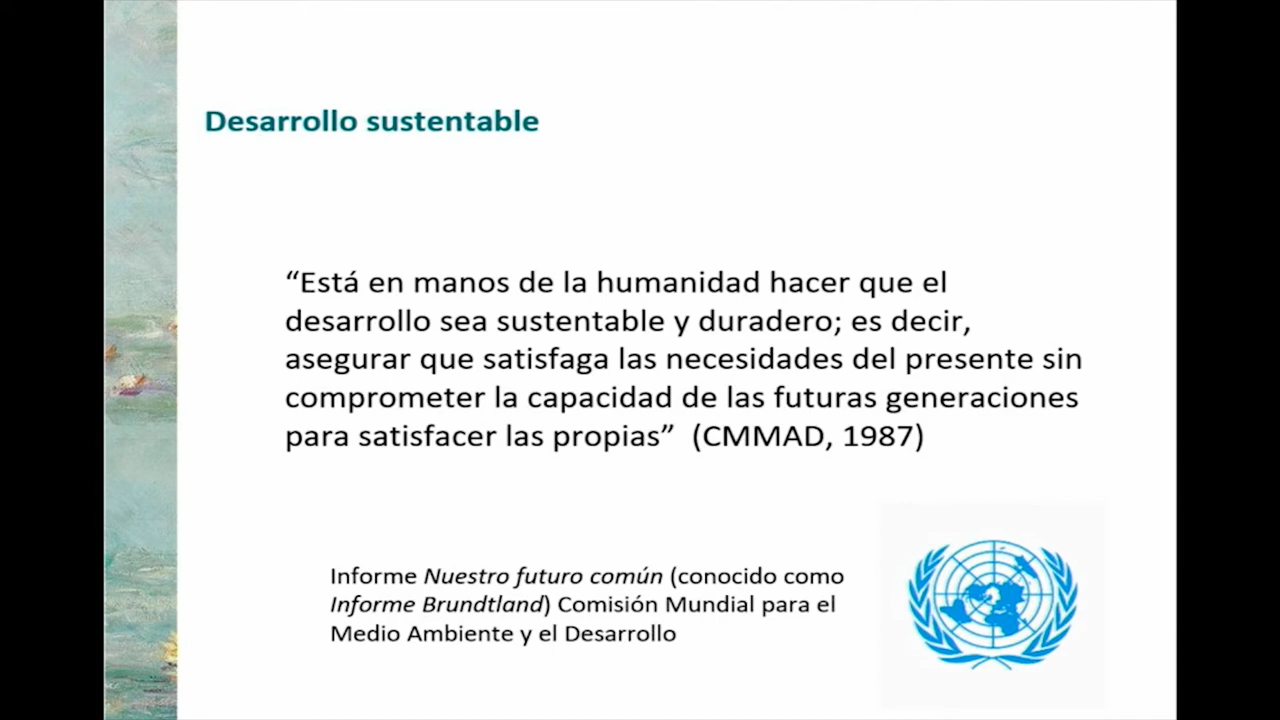 Desarrollo sustentable
“Está en manos de la humanidad hacer que el
desarrollo sea sustentable y duradero; es decir,
asegurar que satisfaga las necesidades del presente sin
comprometer la capacidad de las futuras generaciones
para satisfacer las propias” (CMMAD, 1987)
Informe Nuestro futuro común (conocido como
Informe Brundtland) Comisión Mundial para el
Medio Ambiente y el Desarrollo